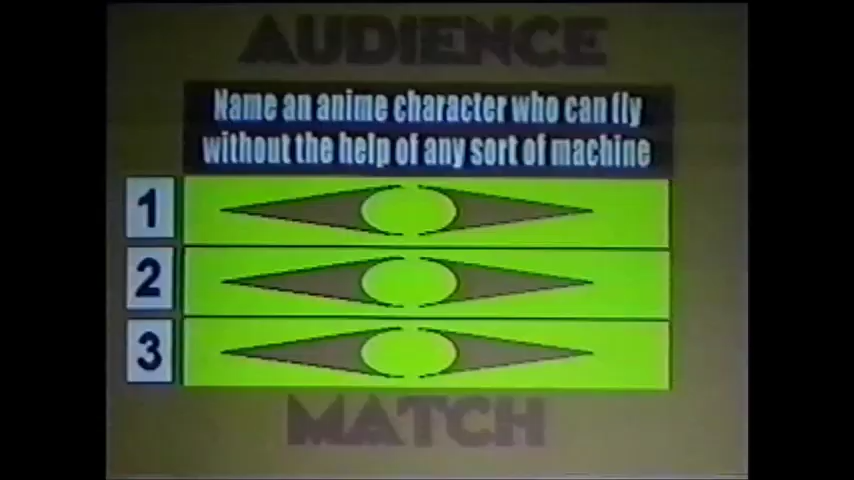 AUDIENCE
Name an anime character who can fly
without the help of any sort of machine
1
2
3
MATCH